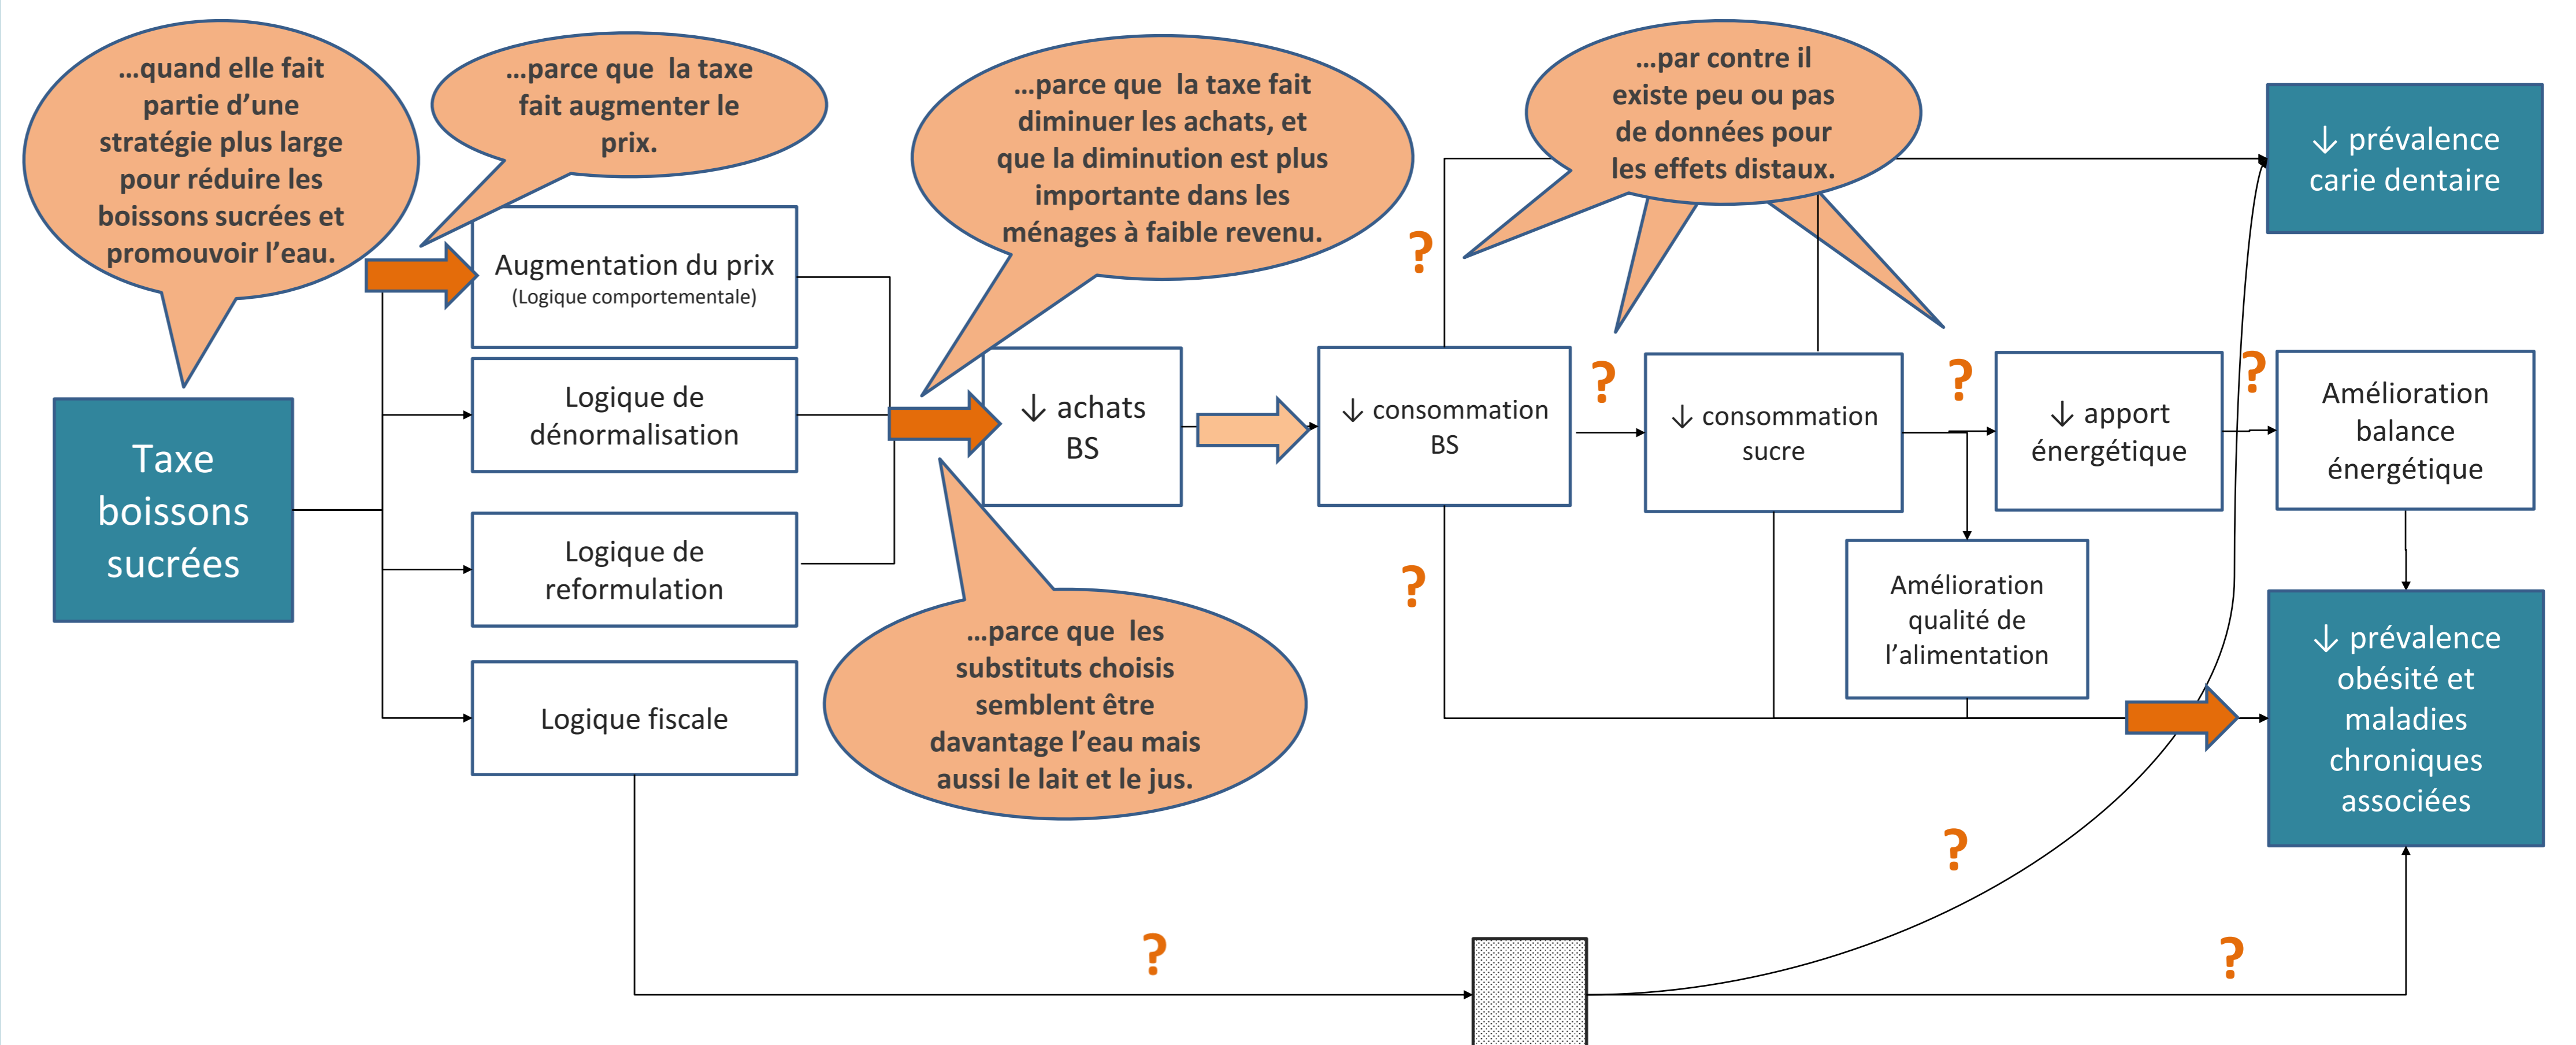 …quand elle fait
partie d’une
stratégie plus large
pour réduire les
boissons sucrées et
promouvoir l’eau.
…parce que  la taxe
fait augmenter le
prix.
…parce que  la taxe fait
diminuer les achats, et
que la diminution est plus
importante dans les
ménages à faible revenu.
…par contre il
existe peu ou pas
de données pour
les effets distaux.
↓ prévalence
carie dentaire
Augmentation du prix
(Logique comportementale)
?
Taxe
boissons
sucrées
Logique de
dénormalisation
↓ achats
BS
↓ consommation
BS
?
↓ consommation
sucre
?
↓ apport
énergétique
?
Amélioration
balance
énergétique
Logique de
reformulation
?
Amélioration
qualité de
l’alimentation
↓ prévalence
obésité et
maladies
chroniques
associées
…parce que  les
substituts choisis
semblent être
davantage l’eau mais
aussi le lait et le jus.
Logique fiscale
?
?
?